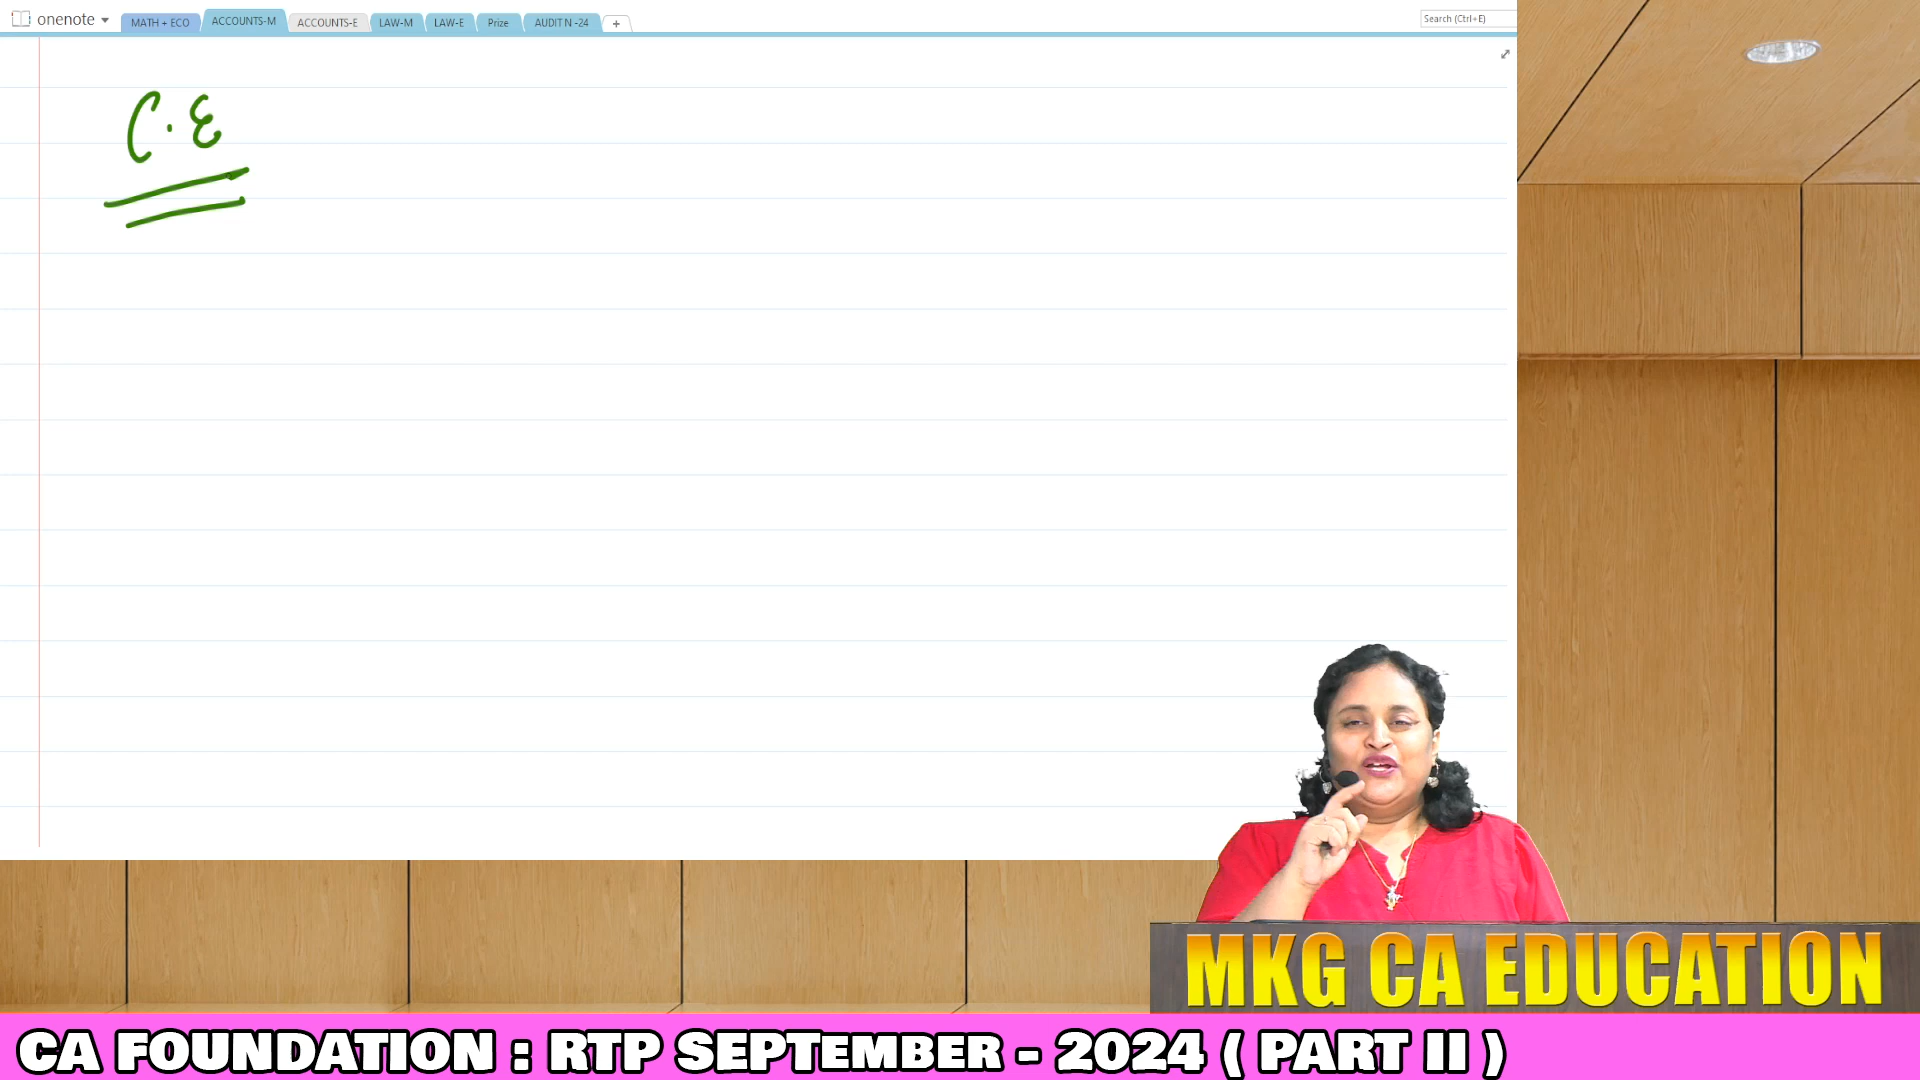 onenote MATH + ECO ACCOUNTS-M ACCOUNTS-E LAW-M LAW-E Prize AUDIT N -24 + Search (Ctrl+E)
C.E
MKG CA EDUCATION
CA FOUNDATION : RTP SEPTEMBER - 2024 ( PART II )